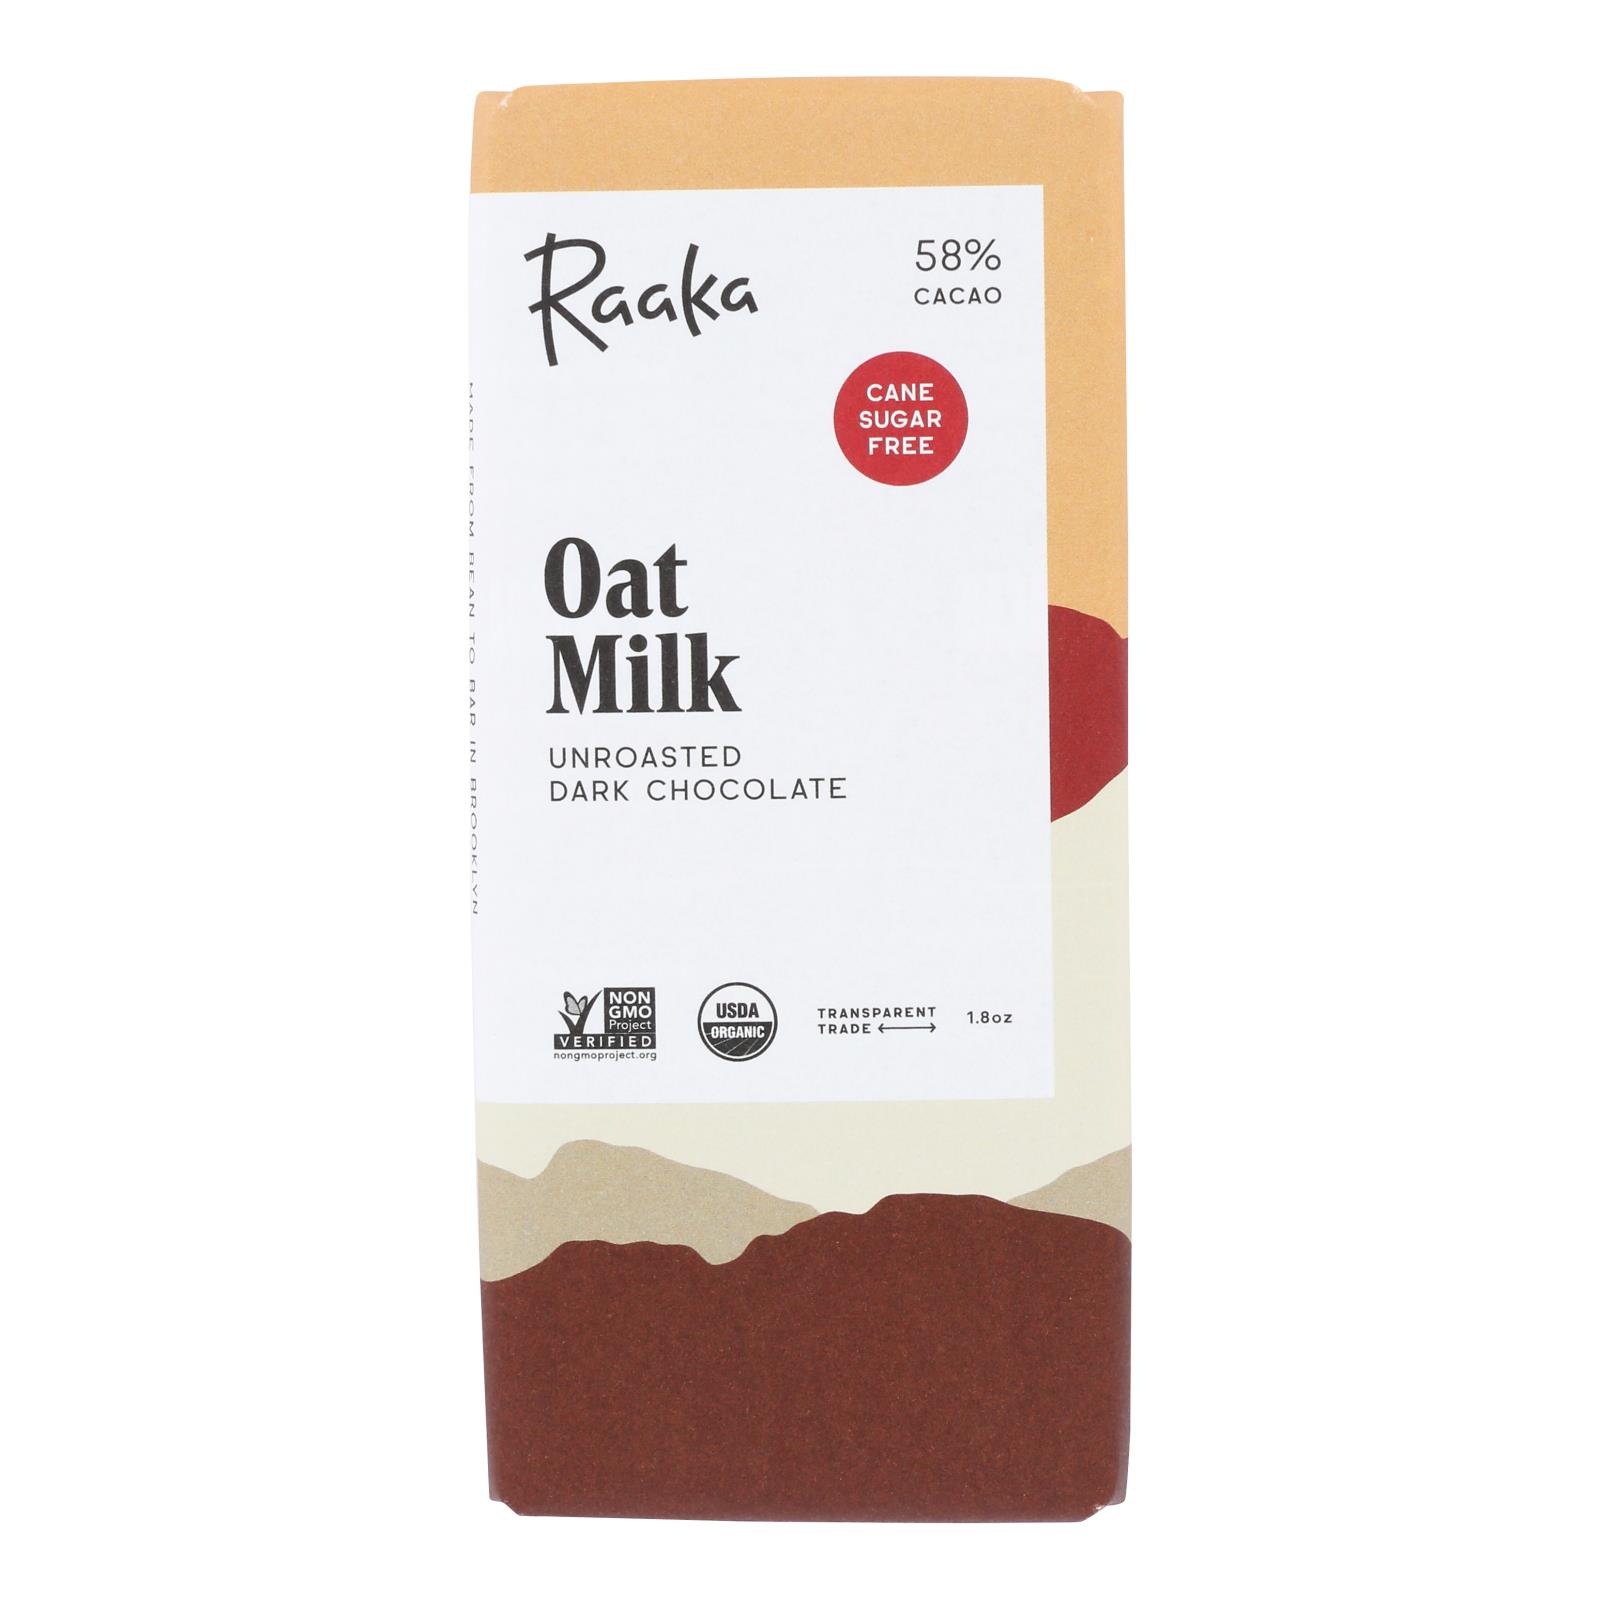 Raaka
58%
CACAO
CANE
SUGAR
FREE
Oat
Milk
UNROASTED
DARK CHOCOLATE
MADE FROM BEAN TO BAR IN BROOKLYN
NON
GMO
Project
VERIFIED
nongmoproject.org
USDA
ORGANIC
TRANSPARENT
TRADE
1.8oz